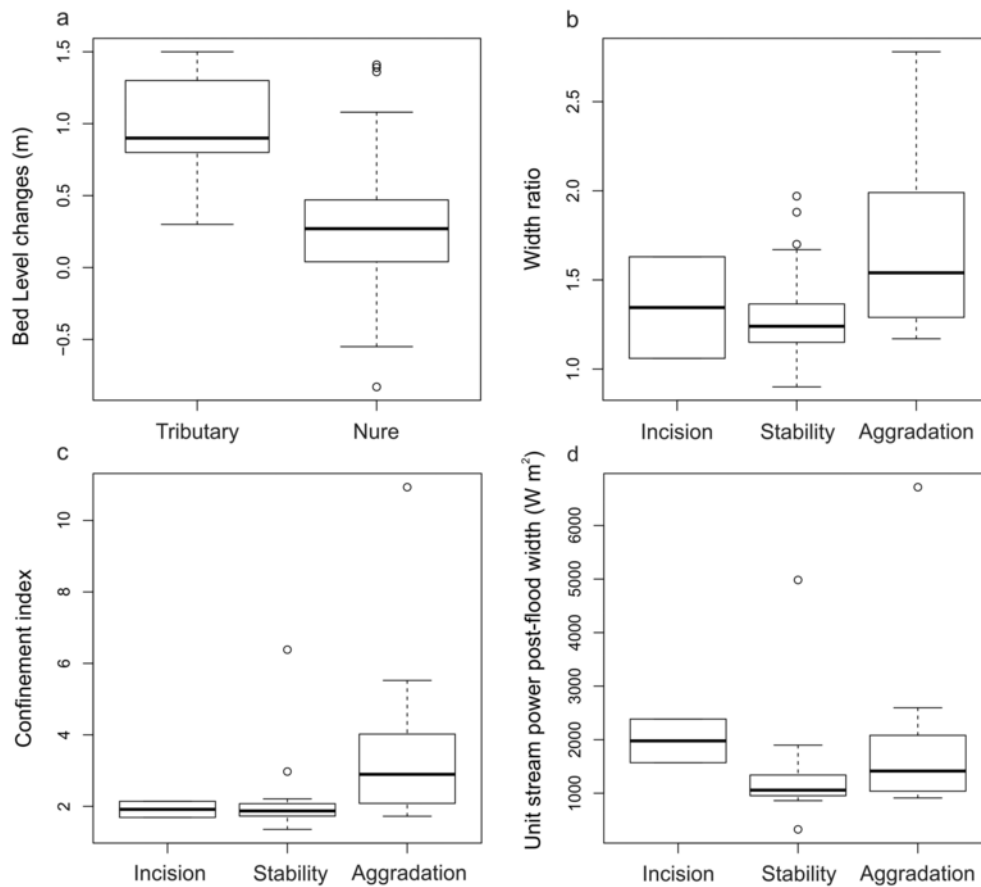 a
Bed Level changes (m)
1.5
1.0
0.5
0.0
−0.5
Tributary Nure
b
Width ratio
2.5
2.0
1.5
1.0
Incision Stability Aggradation
c
Confinement index
10
8
6
4
2
Incision Stability Aggradation
d
Unit stream power post-flood width (W m²)
6000
5000
4000
3000
2000
1000
Incision Stability Aggradation